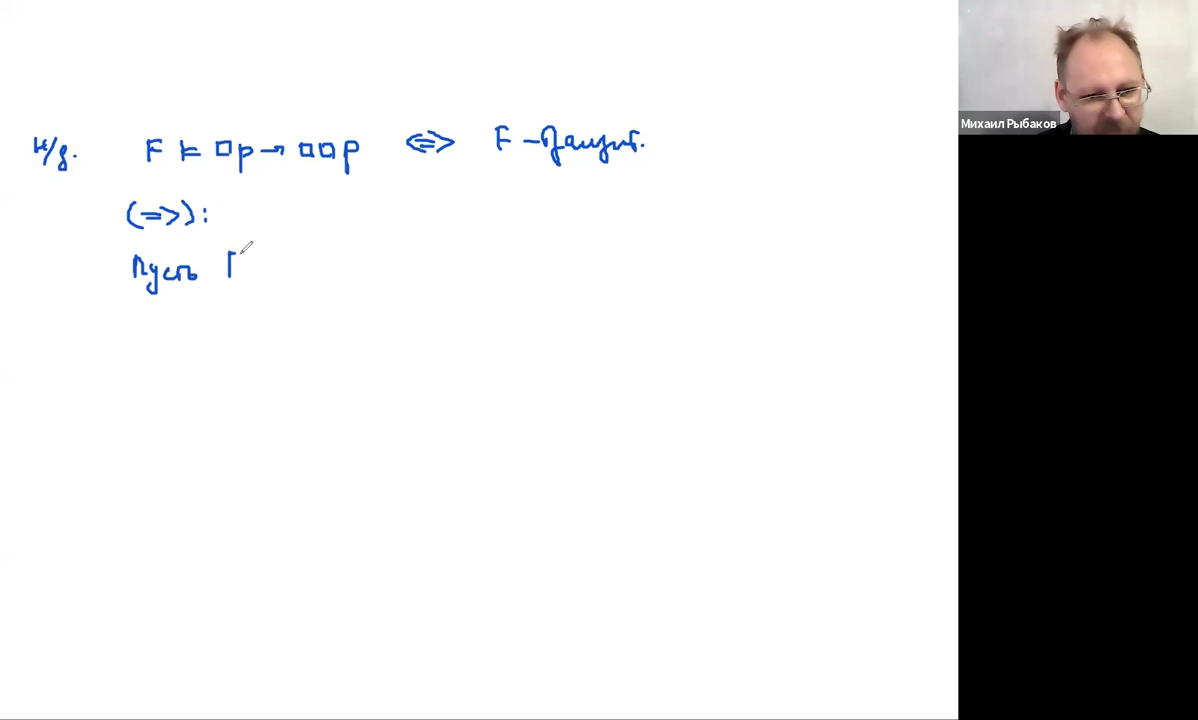 н/д. F ⊨ □p → □□p <=> F – транзит.
(=>):
Пусть
Михаил Рыбаков